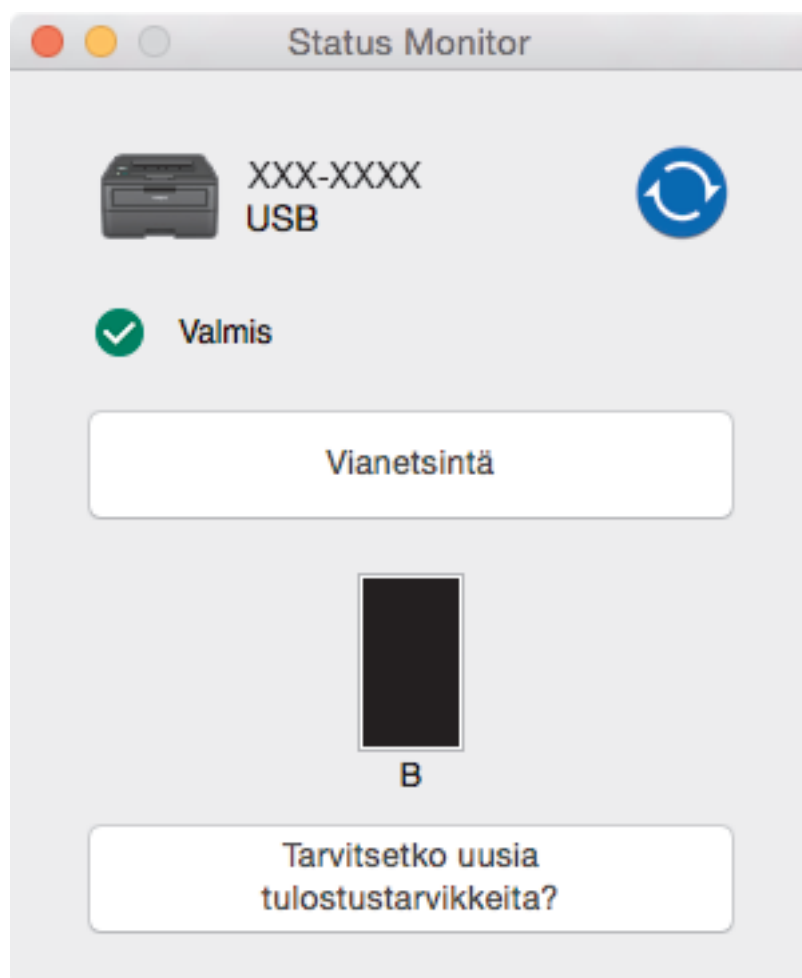 Status Monitor
XXX-XXXX
USB
Valmis
Vianetsintä
B
Tarvitsetko uusia
tulostustarvikkeita?